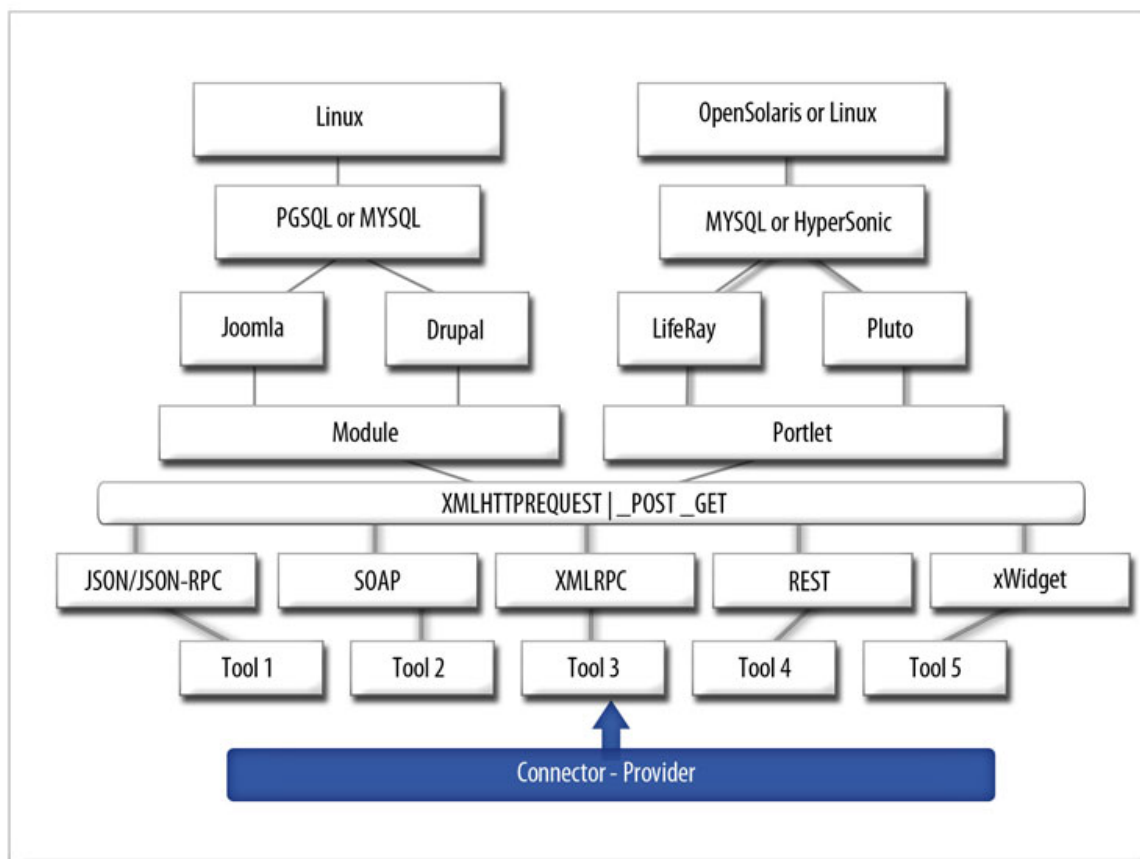 Linux
OpenSolaris or Linux
PGSQL or MYSQL
MYSQL or HyperSonic
Joomla
Drupal
LifeRay
Pluto
Module
Portlet
XMLHTTPREQUEST | _POST _GET
JSON/JSON-RPC
SOAP
XMLRPC
REST
xWidget
Tool 1
Tool 2
Tool 3
Tool 4
Tool 5
Connector - Provider